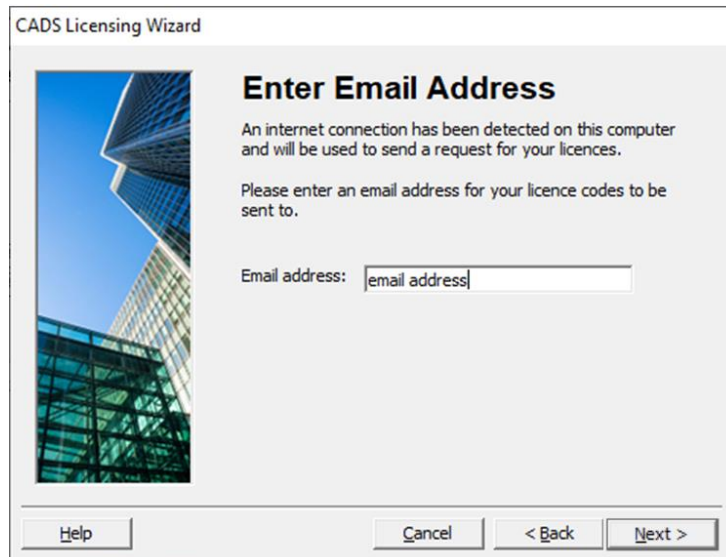 CADS Licensing Wizard
Enter Email Address
An internet connection has been detected on this computer
and will be used to send a request for your licences.
Please enter an email address for your licence codes to be
sent to.
Email address: email address
Help Cancel < Back Next >